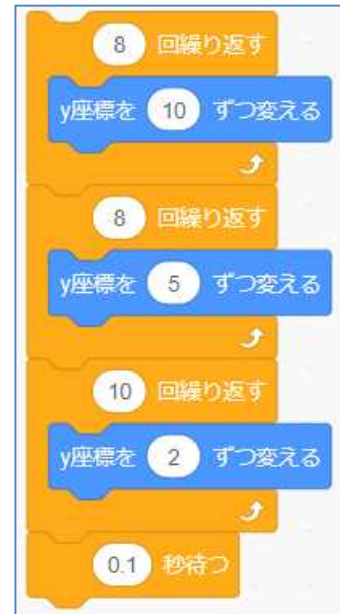 8 回繰り返す
y座標を 10 ずつ変える
8 回繰り返す
y座標を 5 ずつ変える
10 回繰り返す
y座標を 2 ずつ変える
0.1 秒待つ